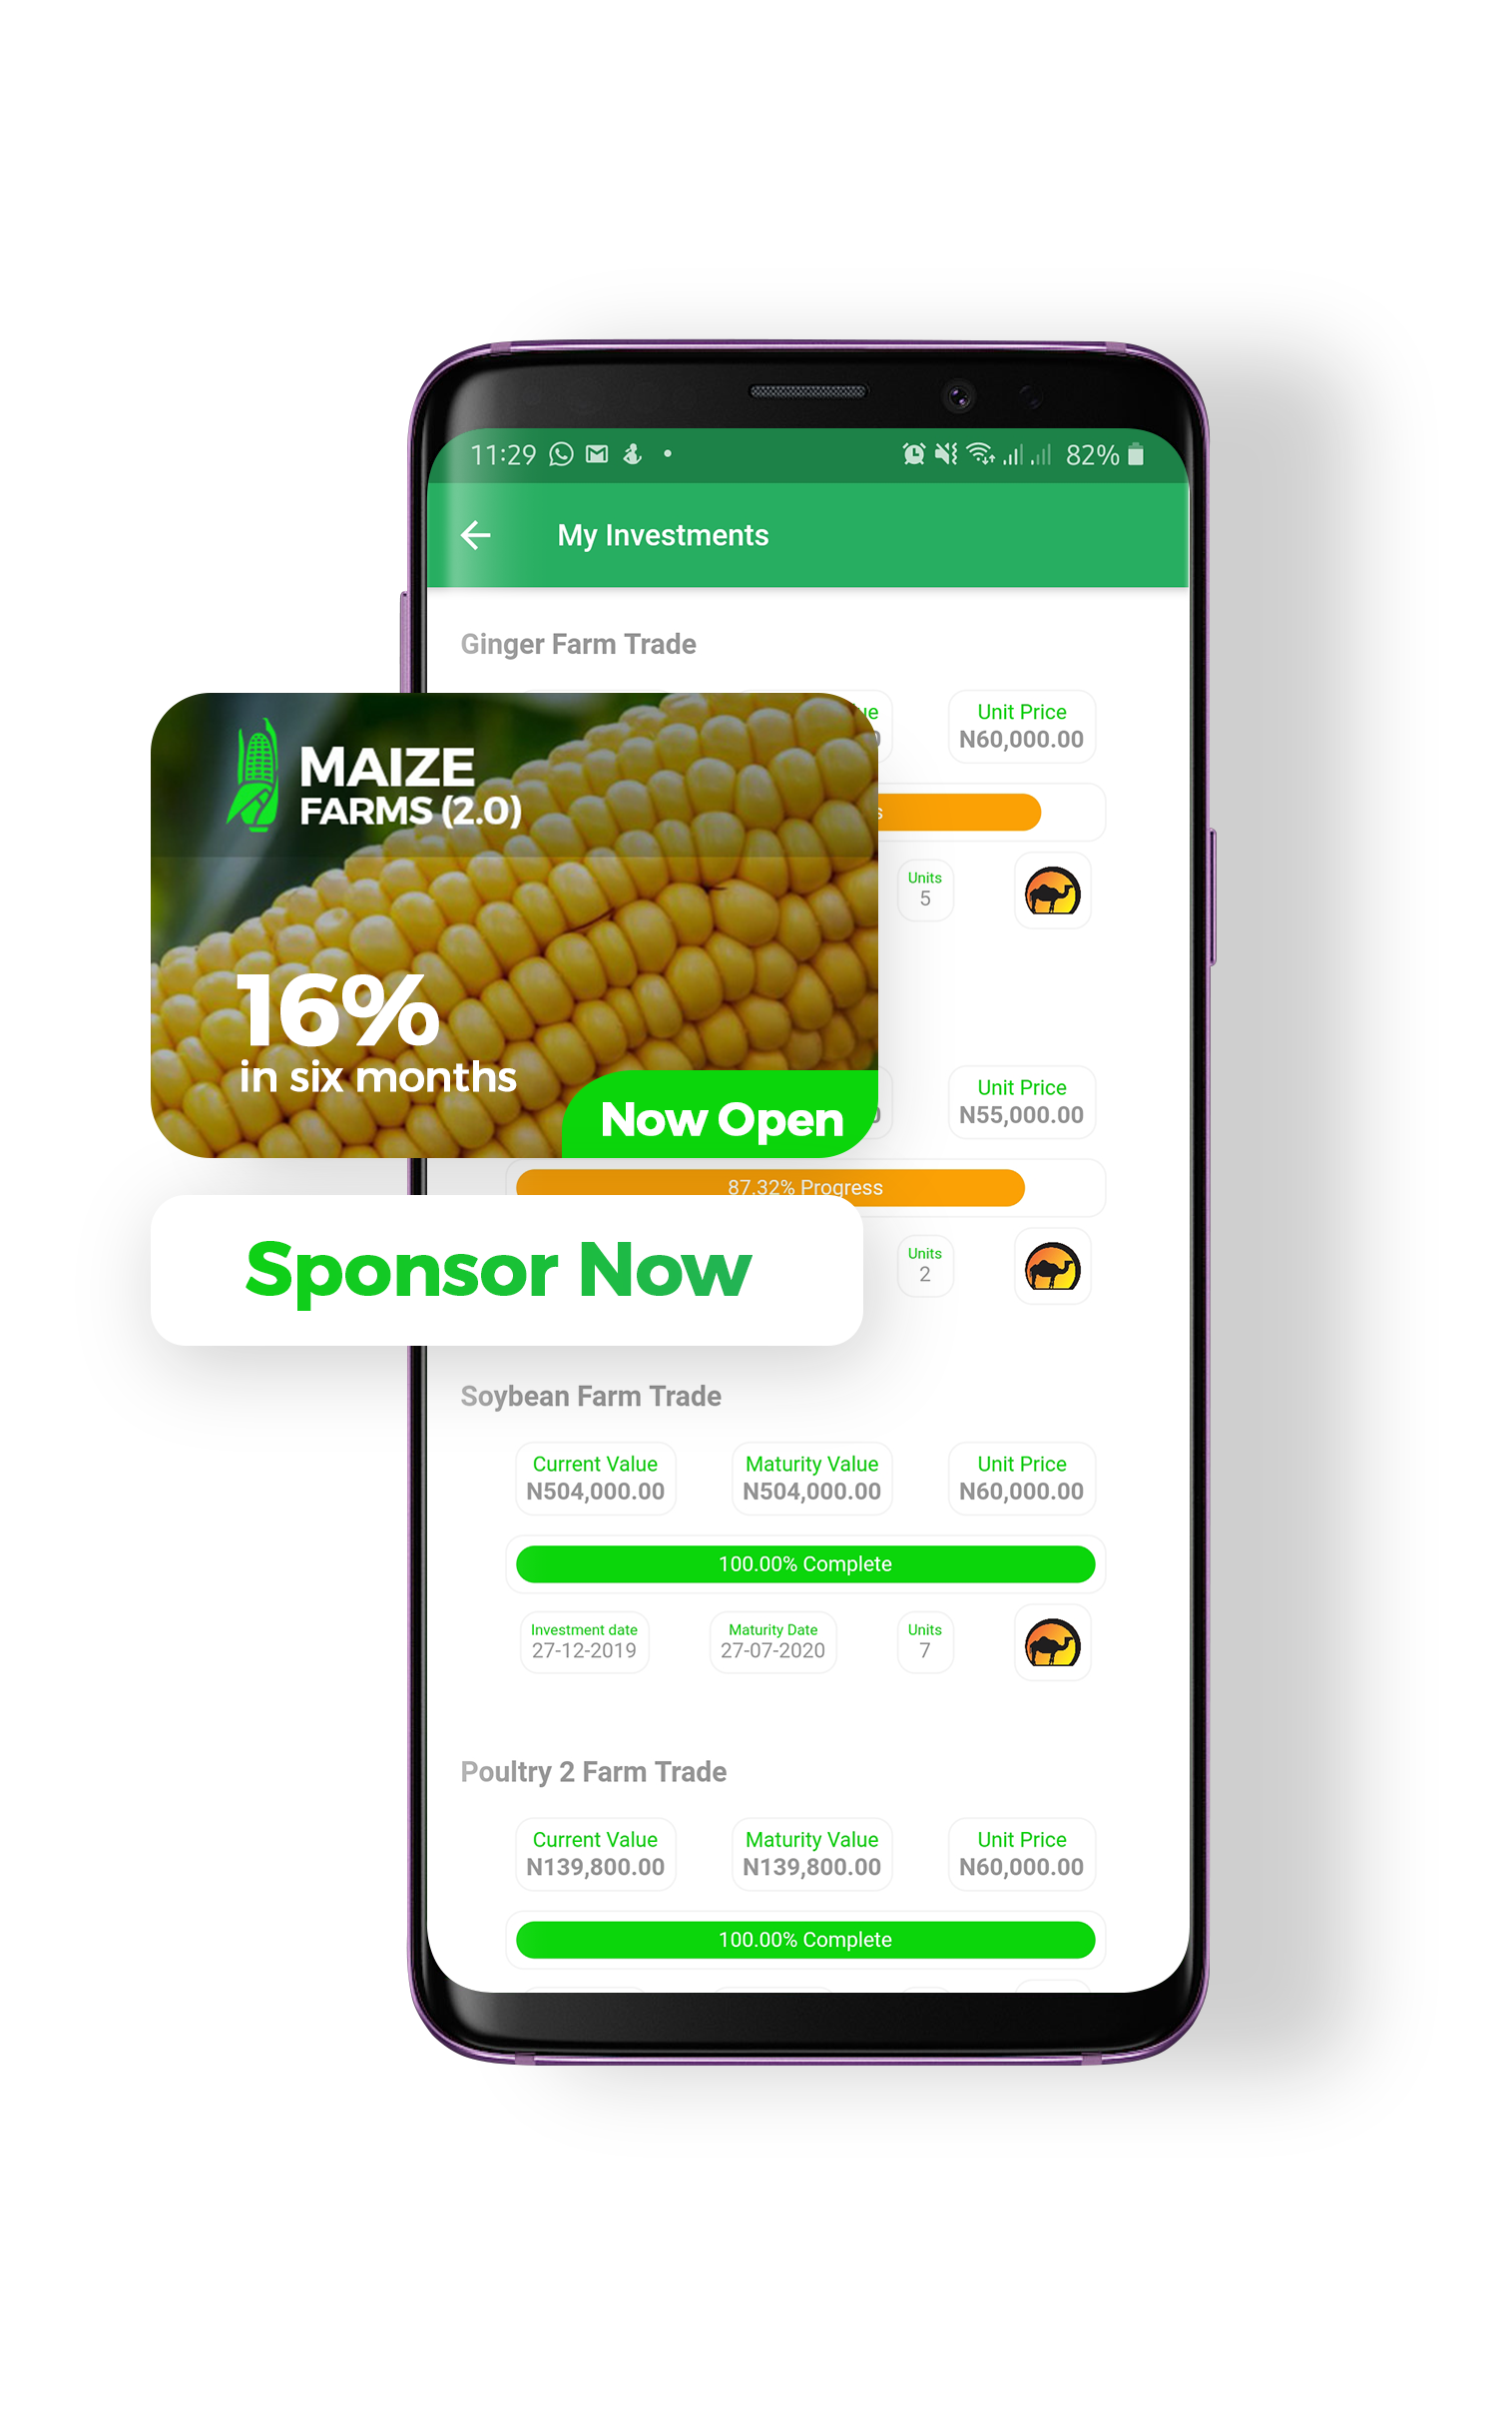 11:29
82%
My Investments
Ginger Farm Trade
Unit Price
N60,000.00
Units
5
MAIZE
FARMS (2.0)
16%
in six months
Now Open
Unit Price
N55,000.00
87.32% Progress
Units
2
Sponsor Now
Soybean Farm Trade
Current Value Maturity Value Unit Price
N504,000.00 N504,000.00 N60,000.00
100.00% Complete
Investment date Maturity Date Units
27-12-2019 27-07-2020 7
Poultry 2 Farm Trade
Current Value Maturity Value Unit Price
N139,800.00 N139,800.00 N60,000.00
100.00% Complete